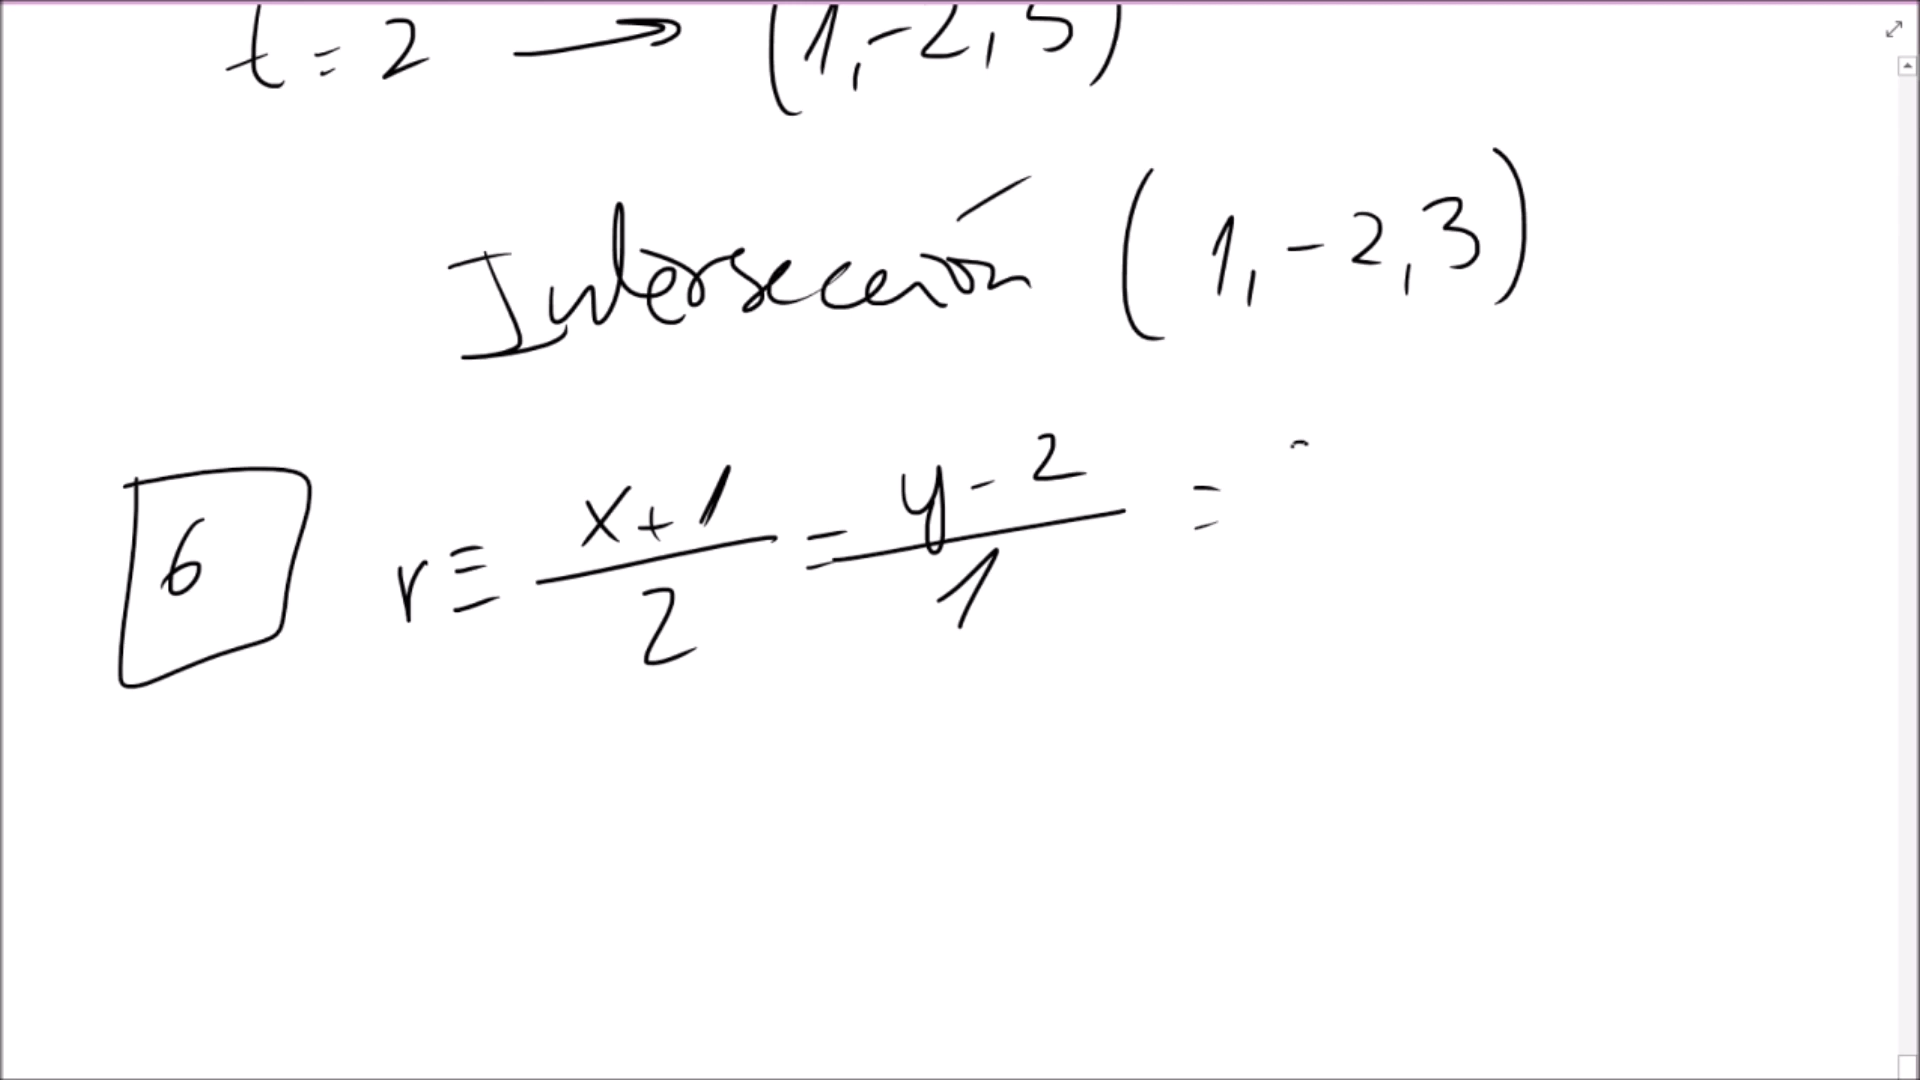 t = 2 → (1, -2, 3)
Intersección (1, -2, 3)
6 r ≡ x+1/2 = y-2/1 =